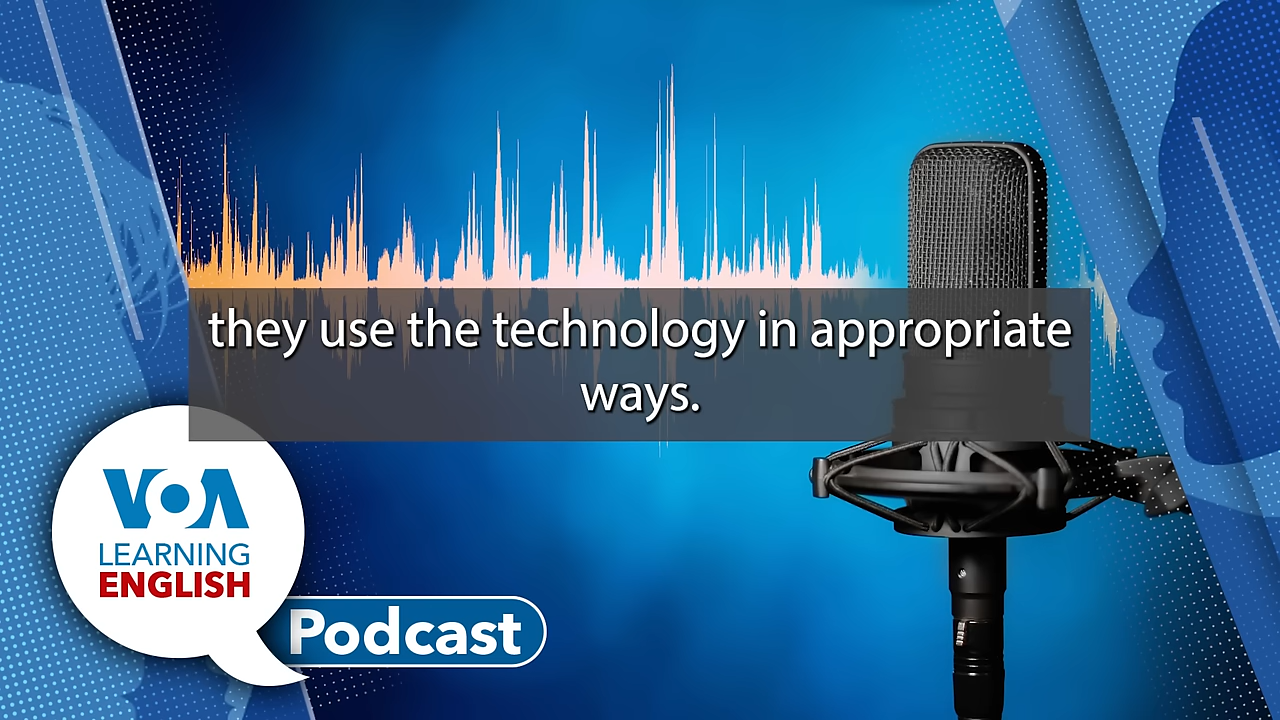 they use the technology in appropriate
ways.
VOA
LEARNING
ENGLISH
Podcast